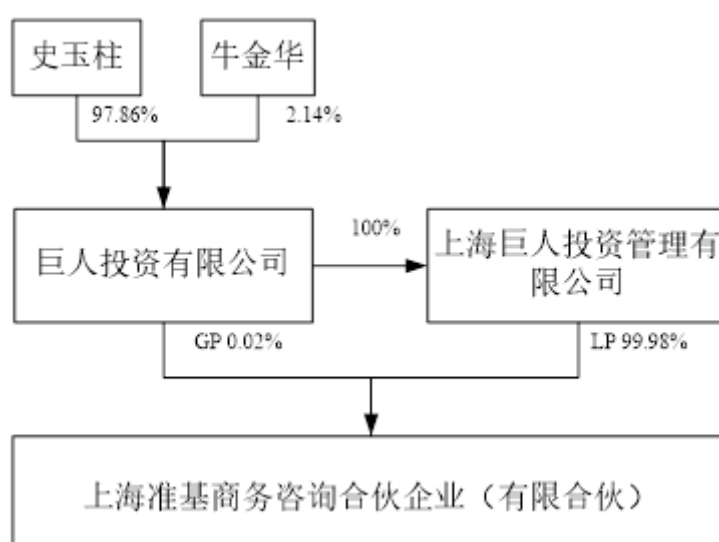 史玉柱
牛金华
97.86%
2.14%
巨人投资有限公司
100%
上海巨人投资管理有
限公司
GP 0.02%
LP 99.98%
上海准基商务咨询合伙企业（有限合伙）